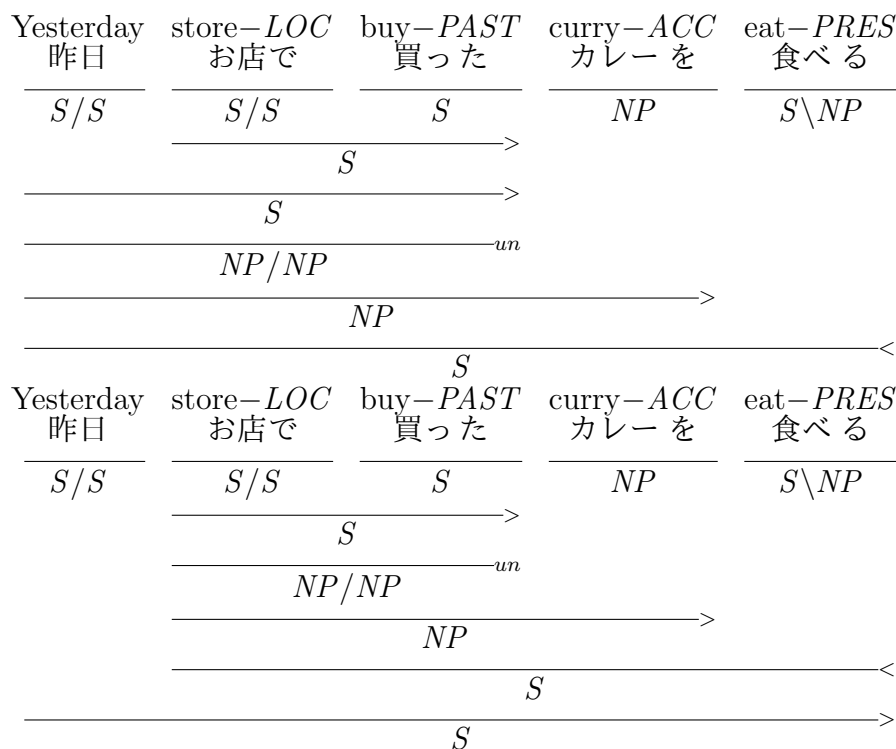 Yesterday store−LOC buy−PAST curry−ACC eat−PRES
昨日 お店で 買った カレーを 食べる
S/S S/S S NP S\NP
>
S
>
S
un
NP/NP
>
NP
<
S
Yesterday store−LOC buy−PAST curry−ACC eat−PRES
昨日 お店で 買った カレーを 食べる
S/S S/S S NP S\NP
>
S
un
NP/NP
>
NP
<
S
>
S